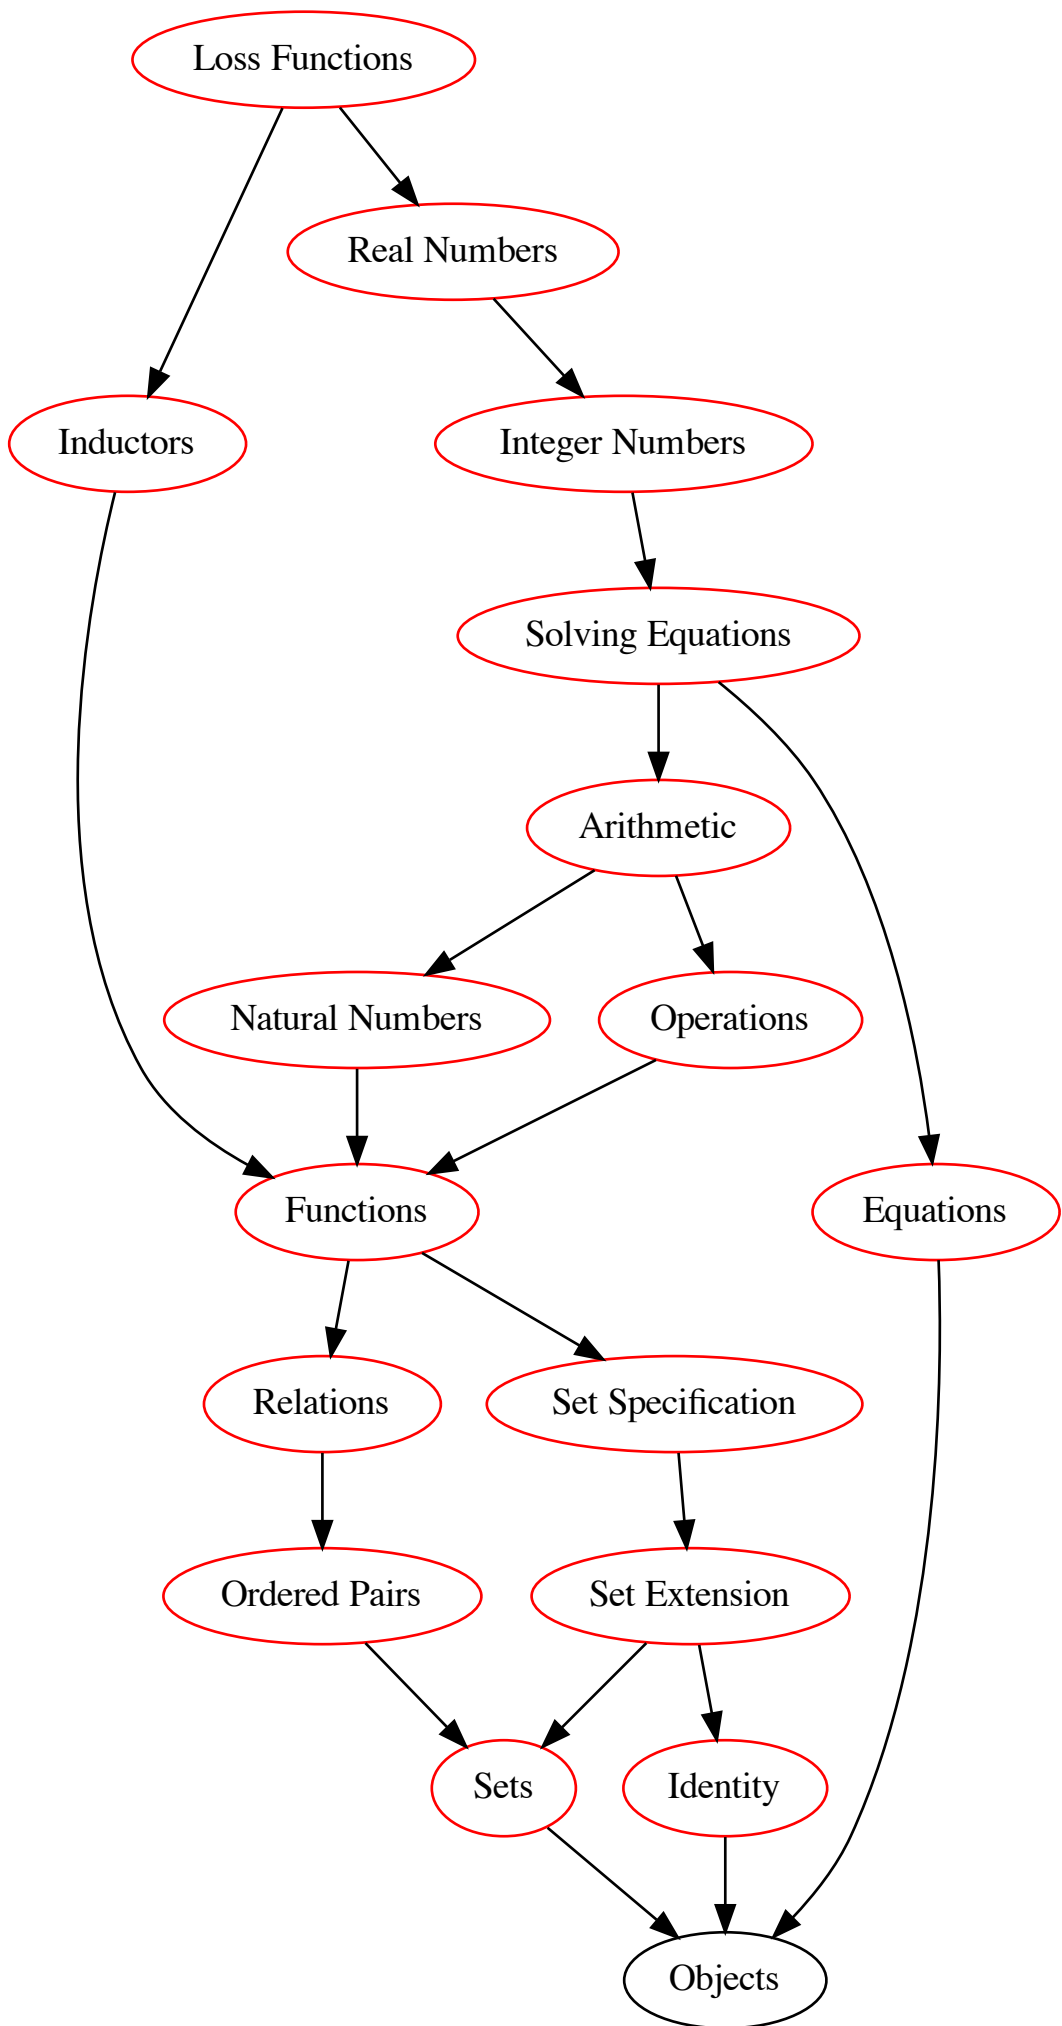 Loss Functions
Real Numbers
Inductors
Integer Numbers
Solving Equations
Arithmetic
Natural Numbers
Operations
Functions
Equations
Relations
Set Specification
Ordered Pairs
Set Extension
Sets
Identity
Objects